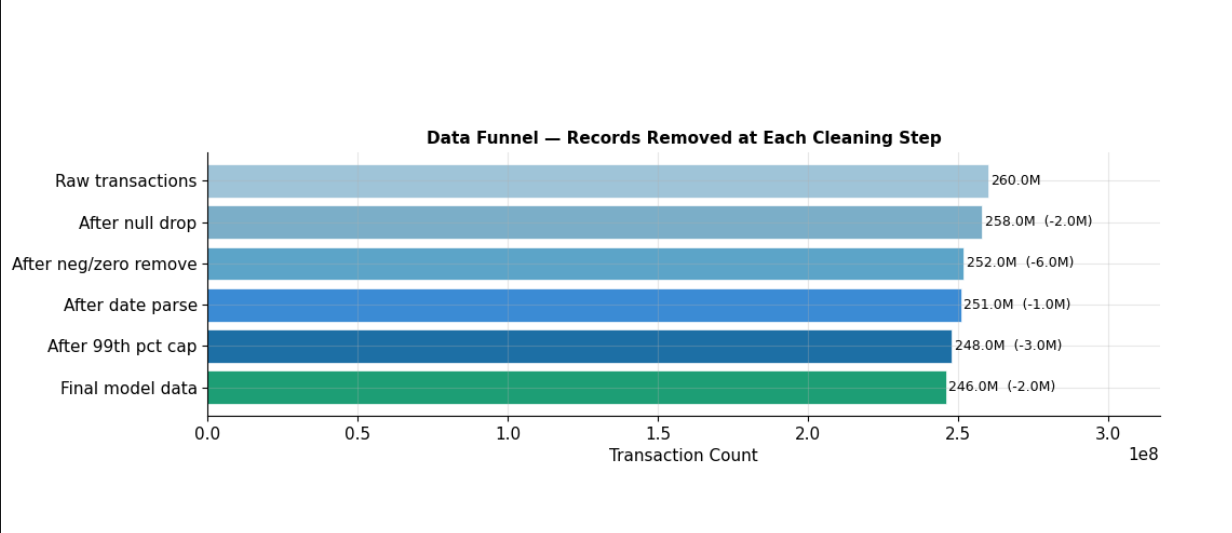 Data Funnel — Records Removed at Each Cleaning Step
Raw transactions 260.0M
After null drop 258.0M (-2.0M)
After neg/zero remove 252.0M (-6.0M)
After date parse 251.0M (-1.0M)
After 99th pct cap 248.0M (-3.0M)
Final model data 246.0M (-2.0M)
0.0 0.5 1.0 1.5 2.0 2.5 3.0
Transaction Count
1e8